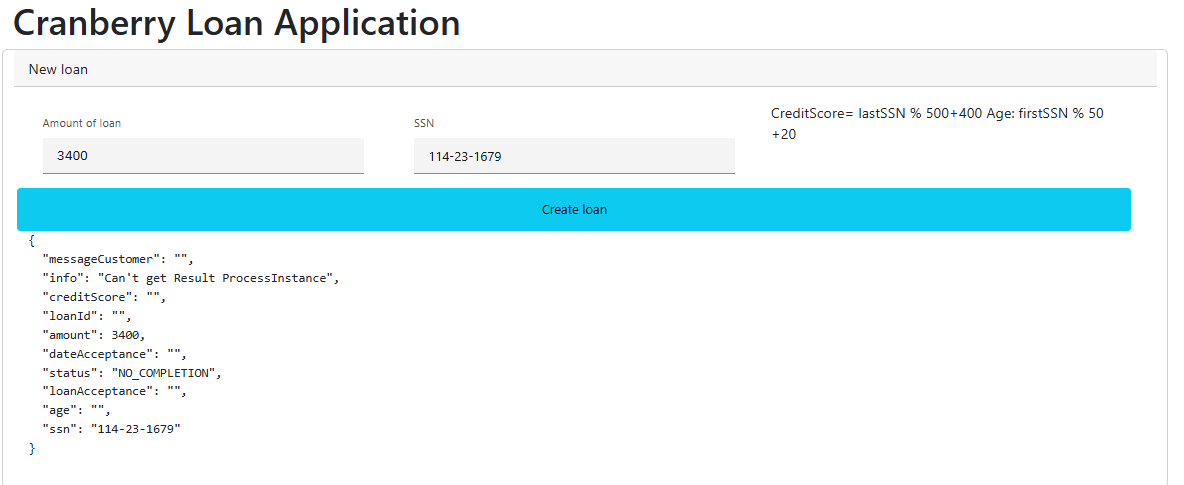 Cranberry Loan Application
New loan
Amount of loan
3400
SSN
114-23-1679
CreditScore= lastSSN % 500+400 Age: firstSSN % 50
+20
Create loan
{
"messageCustomer": "",
"info": "Can't get Result ProcessInstance",
"creditScore": "",
"loanId": "",
"amount": 3400,
"dateAcceptance": "",
"status": "NO_COMPLETION",
"loanAcceptance": "",
"age": "",
"ssn": "114-23-1679"
}